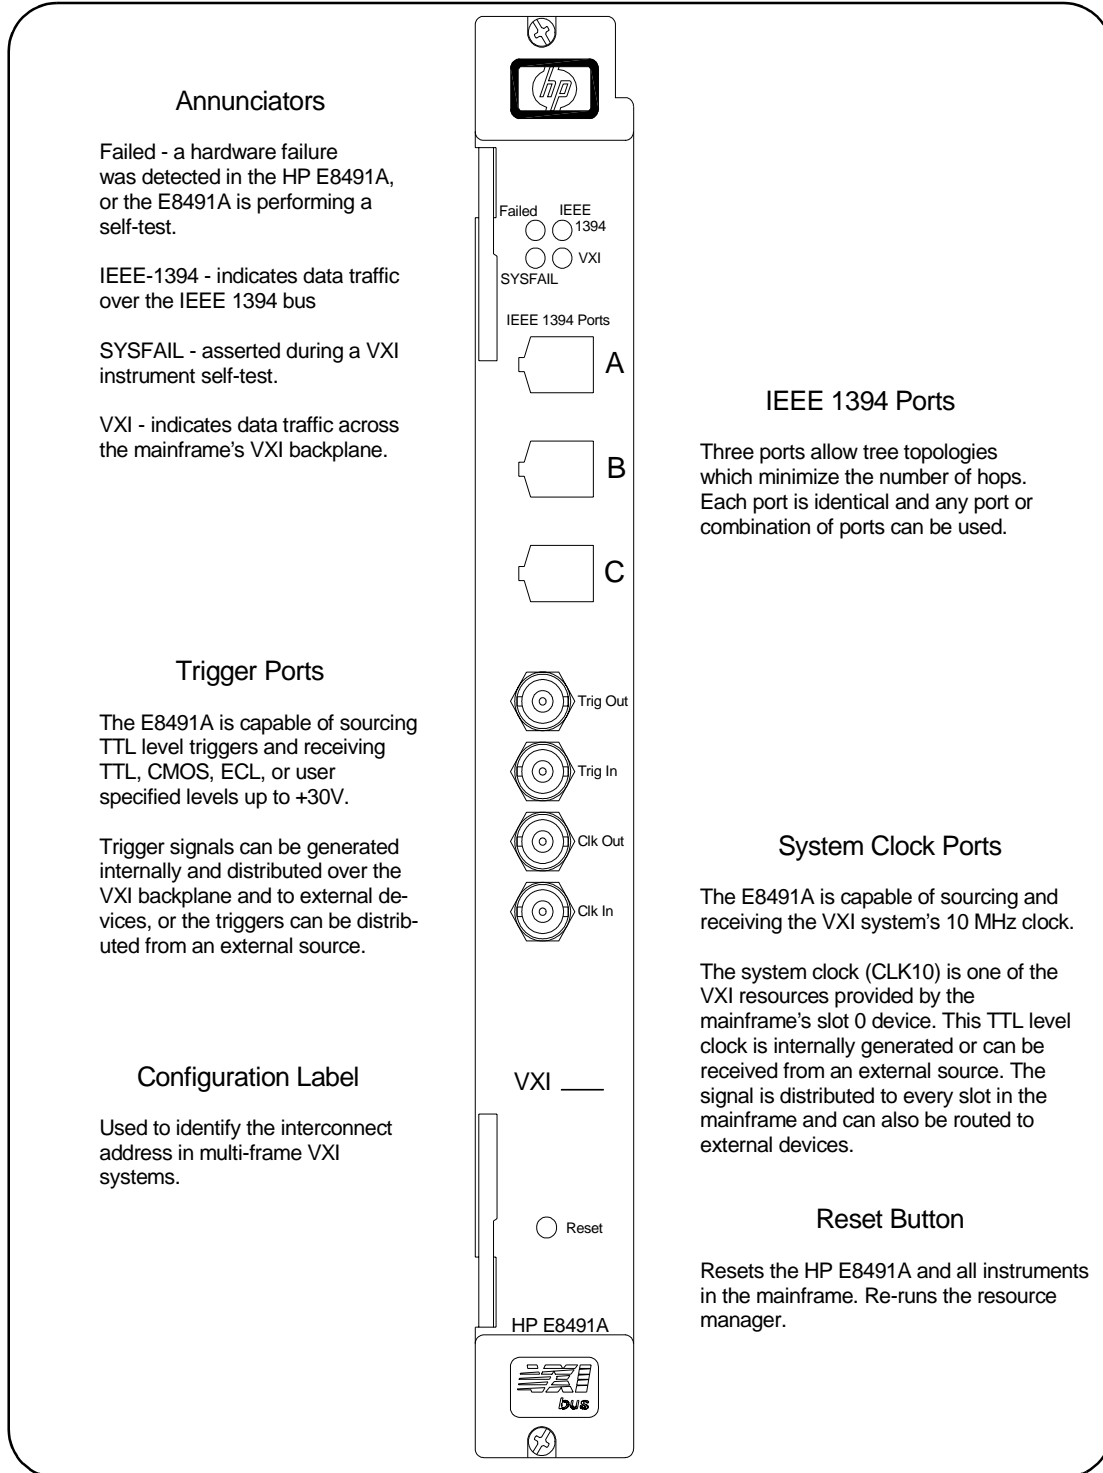 hp
Annunciators
Failed - a hardware failure
was detected in the HP E8491A,
or the E8491A is performing a
self-test.
IEEE-1394 - indicates data traffic
over the IEEE 1394 bus
SYSFAIL - asserted during a VXI
instrument self-test.
VXI - indicates data traffic across
the mainframe's VXI backplane.
Failed IEEE
1394
VXI
SYSFAIL
IEEE 1394 Ports
A
B
C
IEEE 1394 Ports
Three ports allow tree topologies
which minimize the number of hops.
Each port is identical and any port or
combination of ports can be used.
Trigger Ports
The E8491A is capable of sourcing
TTL level triggers and receiving
TTL, CMOS, ECL, or user
specified levels up to +30V.
Trigger signals can be generated
internally and distributed over the
VXI backplane and to external de-
vices, or the triggers can be distrib-
uted from an external source.
Trig Out
Trig In
Clk Out
Clk In
System Clock Ports
The E8491A is capable of sourcing and
receiving the VXI system's 10 MHz clock.
The system clock (CLK10) is one of the
VXI resources provided by the
mainframe's slot 0 device. This TTL level
clock is internally generated or can be
received from an external source. The
signal is distributed to every slot in the
mainframe and can also be routed to
external devices.
Configuration Label
Used to identify the interconnect
address in multi-frame VXI
systems.
VXI ___
Reset
Reset Button
Resets the HP E8491A and all instruments
in the mainframe. Re-runs the resource
manager.
HP E8491A
VXI
bus